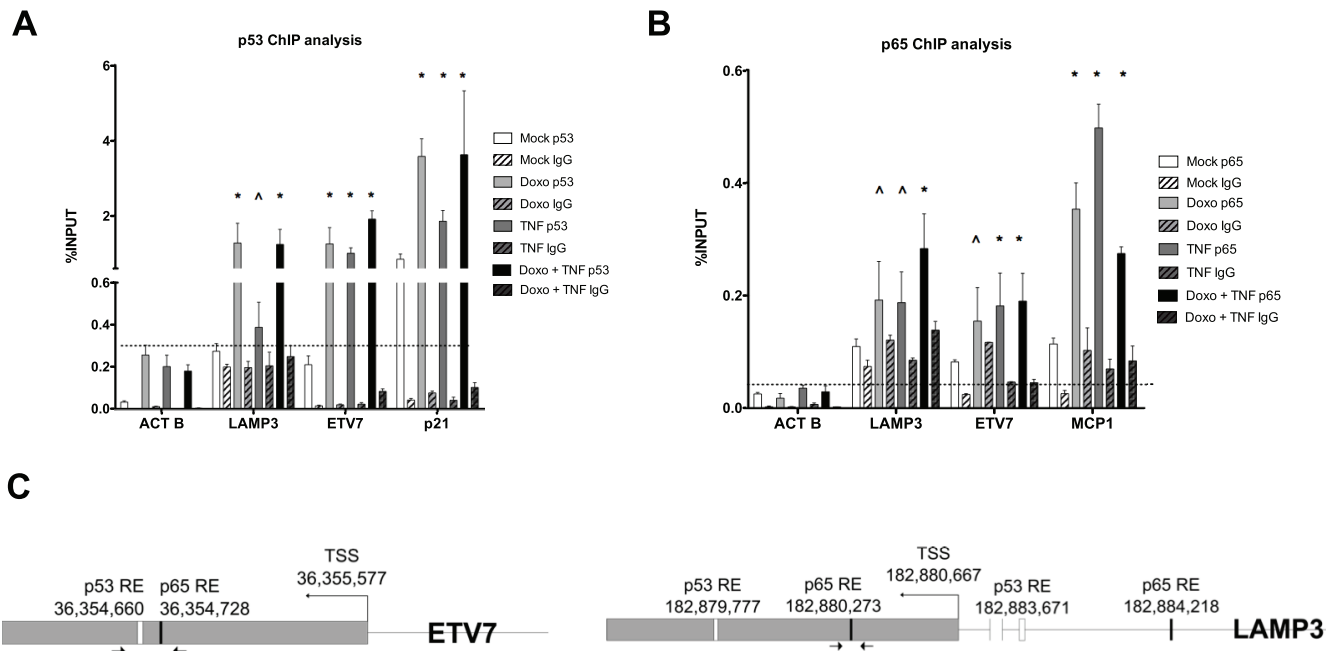 A
p53 ChIP analysis
%INPUT
6
4
2
0.6
0.4
0.2
0.0
* ^ *
* * *
* * *
ACT B LAMP3 ETV7 p21
Mock p53
Mock IgG
Doxo p53
Doxo IgG
TNF p53
TNF IgG
Doxo + TNF p53
Doxo + TNF IgG
B
p65 ChIP analysis
%INPUT
0.6
0.4
0.2
0.0
^ ^ *
^ * *
* * *
ACT B LAMP3 ETV7 MCP1
Mock p65
Mock IgG
Doxo p65
Doxo IgG
TNF p65
TNF IgG
Doxo + TNF p65
Doxo + TNF IgG
C
TSS
36,355,577
p53 RE p65 RE
36,354,660 36,354,728
ETV7
TSS
182,880,667
p53 RE p65 RE p53 RE p65 RE
182,879,777 182,880,273 182,883,671 182,884,218
LAMP3